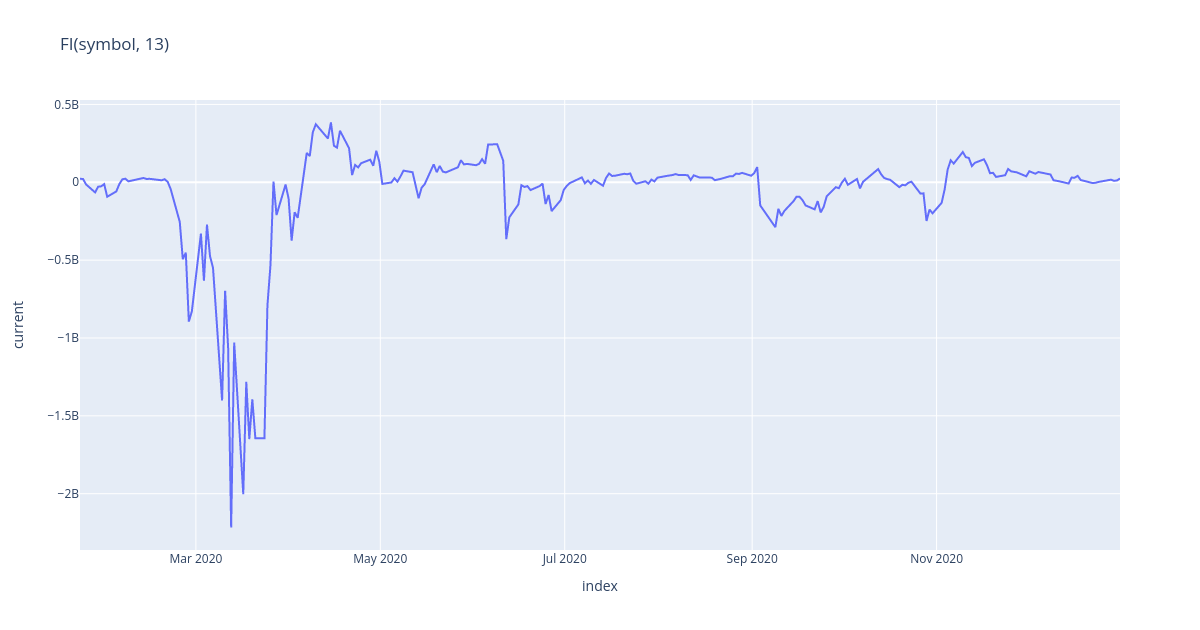 FI(symbol, 13)
0.5B
0
−0.5B
−1B
−1.5B
−2B
current
Mar 2020
May 2020
Jul 2020
Sep 2020
Nov 2020
index